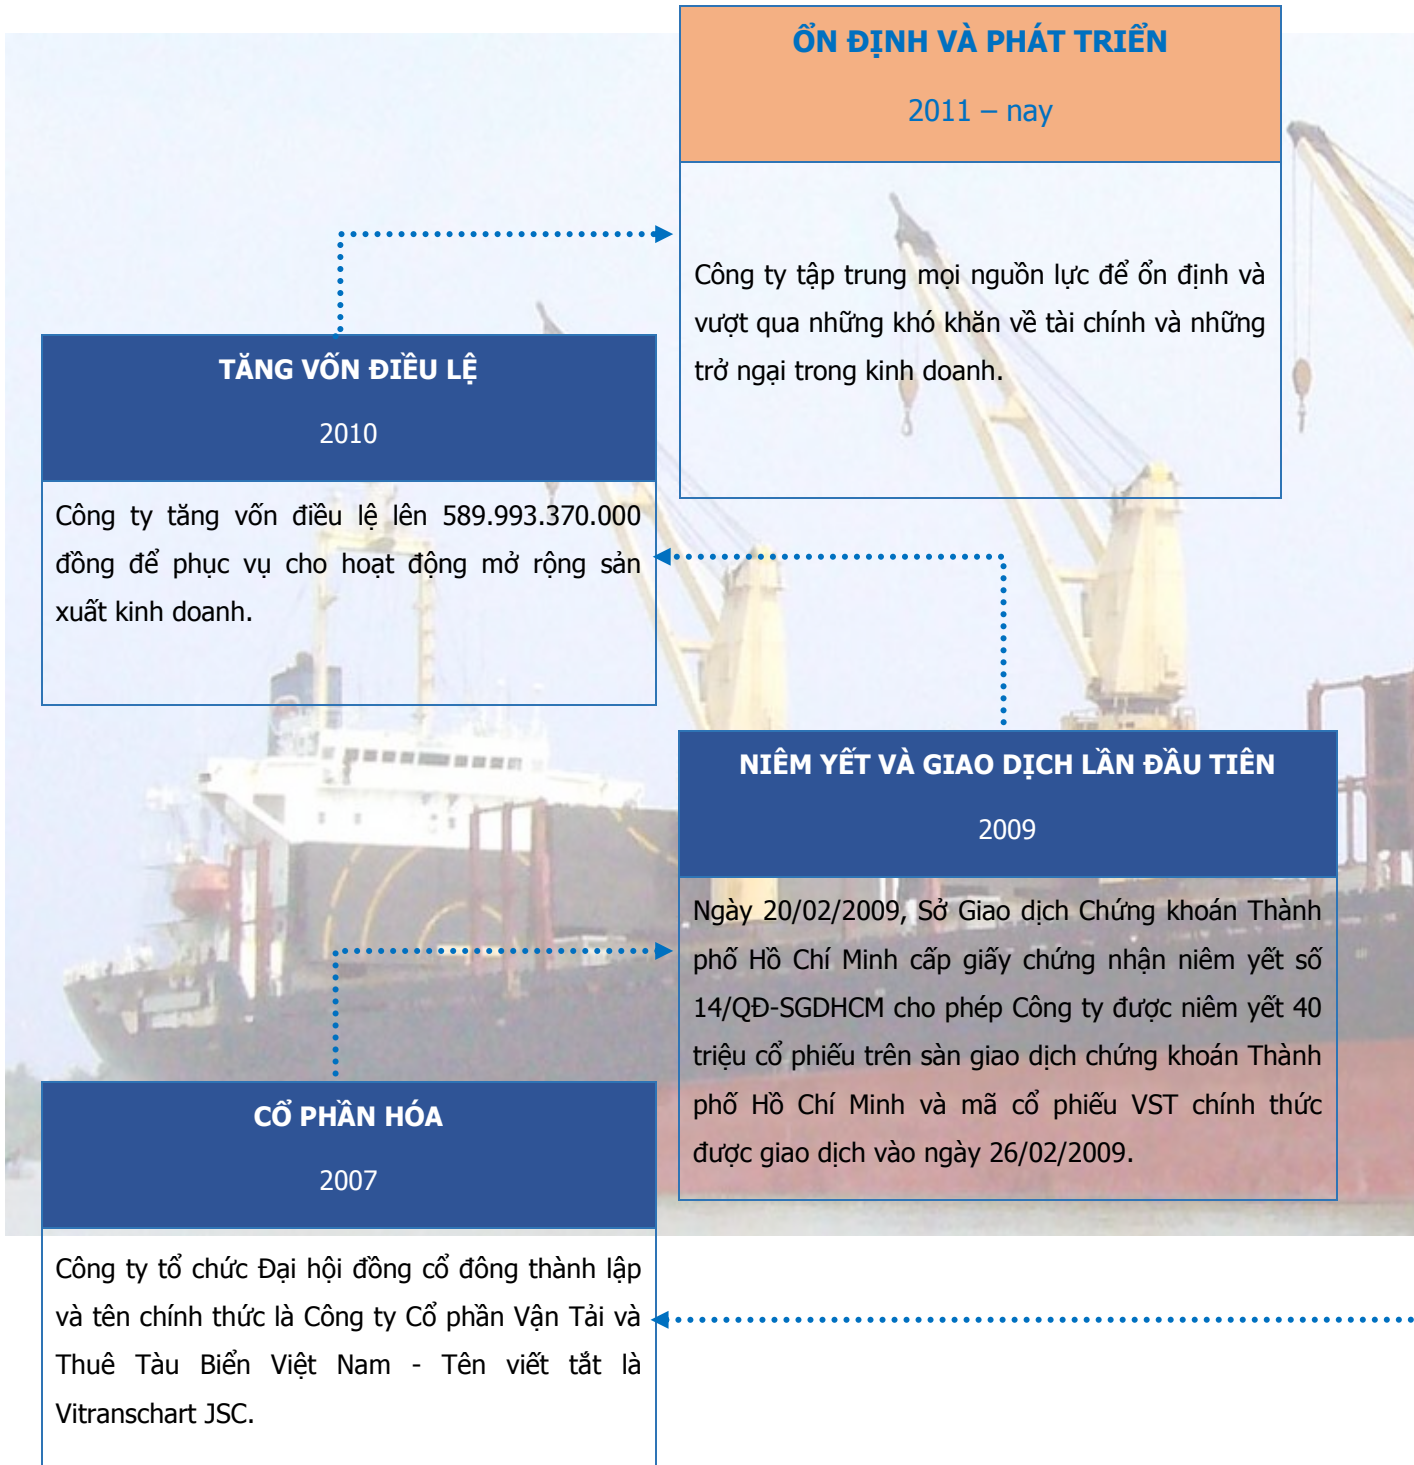 ỔN ĐỊNH VÀ PHÁT TRIỂN
2011 – nay
Công ty tập trung mọi nguồn lực để ổn định và
vượt qua những khó khăn về tài chính và những
trở ngại trong kinh doanh.
TĂNG VỐN ĐIỀU LỆ
2010
Công ty tăng vốn điều lệ lên 589.993.370.000
đồng để phục vụ cho hoạt động mở rộng sản
xuất kinh doanh.
NIÊM YẾT VÀ GIAO DỊCH LẦN ĐẦU TIÊN
2009
Ngày 20/02/2009, Sở Giao dịch Chứng khoán Thành
phố Hồ Chí Minh cấp giấy chứng nhận niêm yết số
14/QĐ-SGDHCM cho phép Công ty được niêm yết 40
triệu cổ phiếu trên sàn giao dịch chứng khoán Thành
phố Hồ Chí Minh và mã cổ phiếu VST chính thức
được giao dịch vào ngày 26/02/2009.
CỔ PHẦN HÓA
2007
Công ty tổ chức Đại hội đồng cổ đông thành lập
và tên chính thức là Công ty Cổ phần Vận Tải và
Thuê Tàu Biển Việt Nam - Tên viết tắt là
Vitranschart JSC.